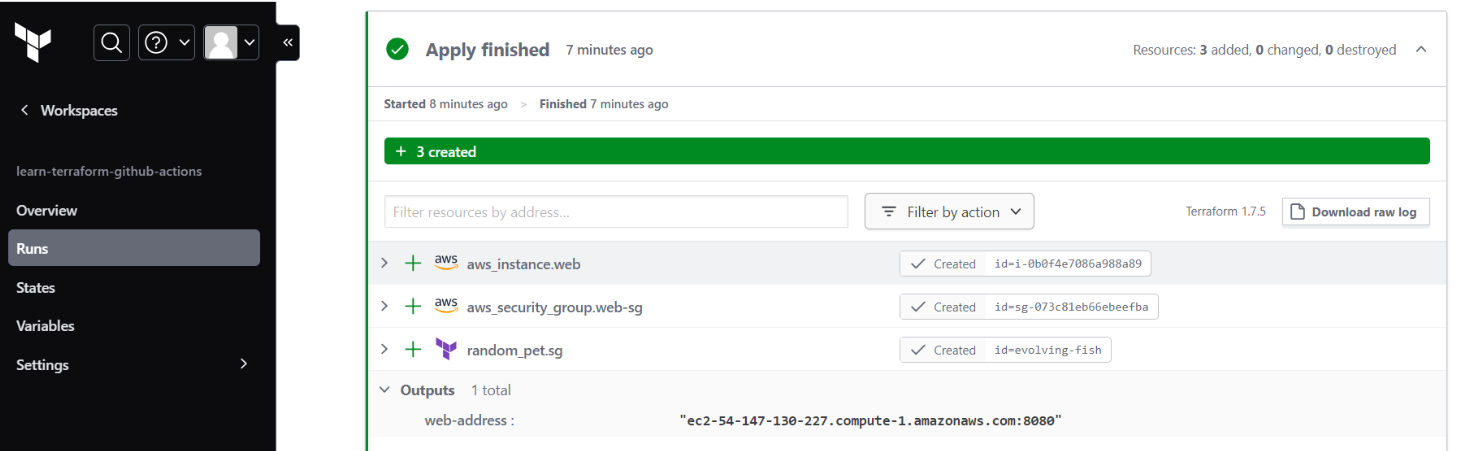 Workspaces
learn-terraform-github-actions
Overview
Runs
States
Variables
Settings
Apply finished 7 minutes ago
Resources: 3 added, 0 changed, 0 destroyed
Started 8 minutes ago > Finished 7 minutes ago
+ 3 created
Filter resources by address...
Filter by action
Terraform 1.7.5
Download raw log
aws aws_instance.web Created id=i-0b0f4e7086a988a89
aws aws_security_group.web-sg Created id=sg-073c81eb66ebeefba
random_pet.sg Created id=evolving-fish
Outputs 1 total
web-address : "ec2-54-147-130-227.compute-1.amazonaws.com:8080"